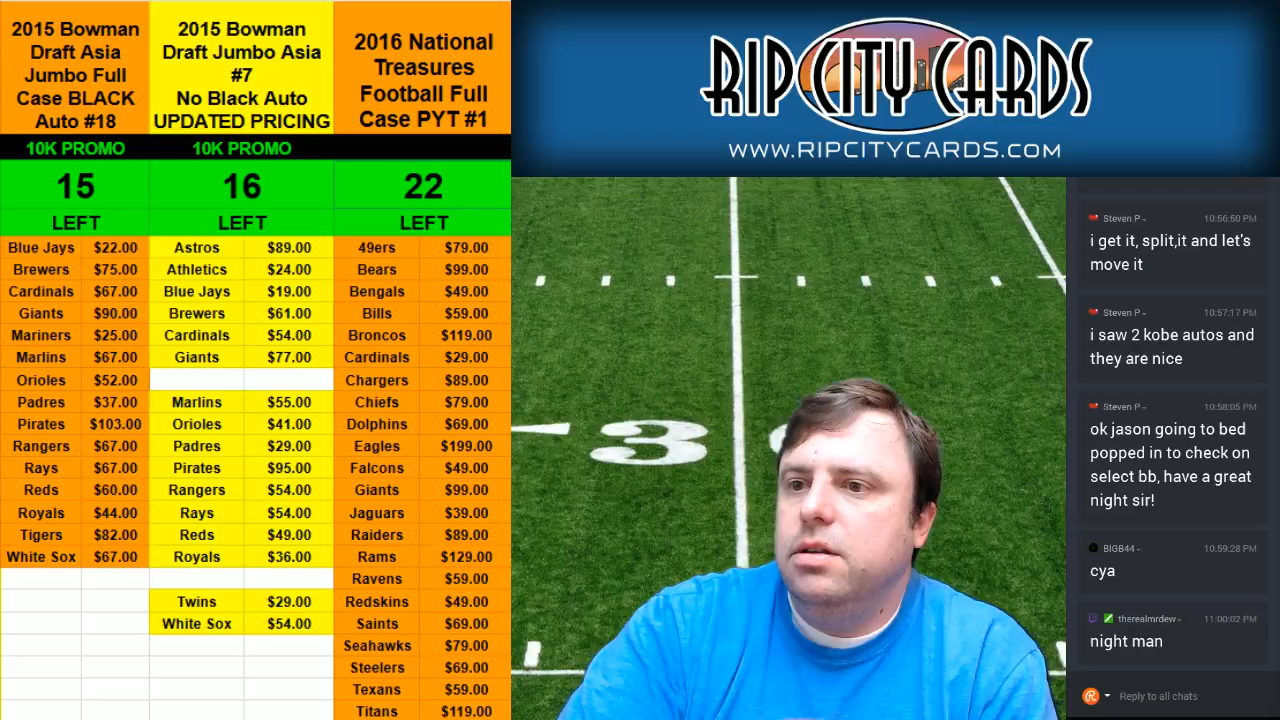 2015 Bowman
Draft Asia
Jumbo Full
Case BLACK
Auto #18
10K PROMO
15
LEFT
Blue Jays $22.00
Brewers $75.00
Cardinals $67.00
Giants $90.00
Mariners $25.00
Marlins $67.00
Orioles $52.00
Padres $37.00
Pirates $103.00
Rangers $67.00
Rays $67.00
Reds $60.00
Royals $44.00
Tigers $82.00
White Sox $67.00
2015 Bowman
Draft Jumbo Asia
#7
No Black Auto
UPDATED PRICING
10K PROMO
16
LEFT
Astros $89.00
Athletics $24.00
Blue Jays $19.00
Brewers $61.00
Cardinals $54.00
Giants $77.00
Marlins $55.00
Orioles $41.00
Padres $29.00
Pirates $95.00
Rangers $54.00
Rays $54.00
Reds $49.00
Royals $36.00
Twins $29.00
White Sox $54.00
2016 National
Treasures
Football Full
Case PYT #1
22
LEFT
49ers $79.00
Bears $99.00
Bengals $49.00
Bills $59.00
Broncos $119.00
Cardinals $29.00
Chargers $89.00
Chiefs $79.00
Dolphins $69.00
Eagles $199.00
Falcons $49.00
Giants $99.00
Jaguars $39.00
Raiders $89.00
Rams $129.00
Ravens $59.00
Redskins $49.00
Saints $69.00
Seahawks $79.00
Steelers $69.00
Texans $59.00
Titans $119.00
RIP CITY CARDS
WWW.RIPCITYCARDS.COM
3
Steven P 10:56:50 PM
i get it, split,it and let's
move it
Steven P 10:57:17 PM
i saw 2 kobe autos and
they are nice
Steven P 10:58:05 PM
ok jason going to bed
popped in to check on
select bb, have a great
night sir!
BIGB44 10:59:28 PM
cya
therealmrdew 11:00:02 PM
night man
Reply to all chats